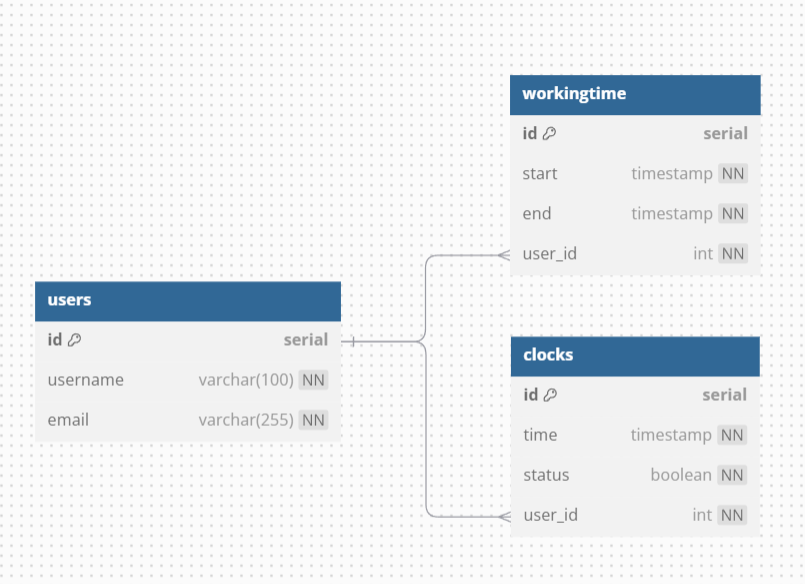 workingtime
id serial
start timestamp NN
end timestamp NN
user_id int NN
users
id serial
username varchar(100) NN
email varchar(255) NN
clocks
id serial
time timestamp NN
status boolean NN
user_id int NN